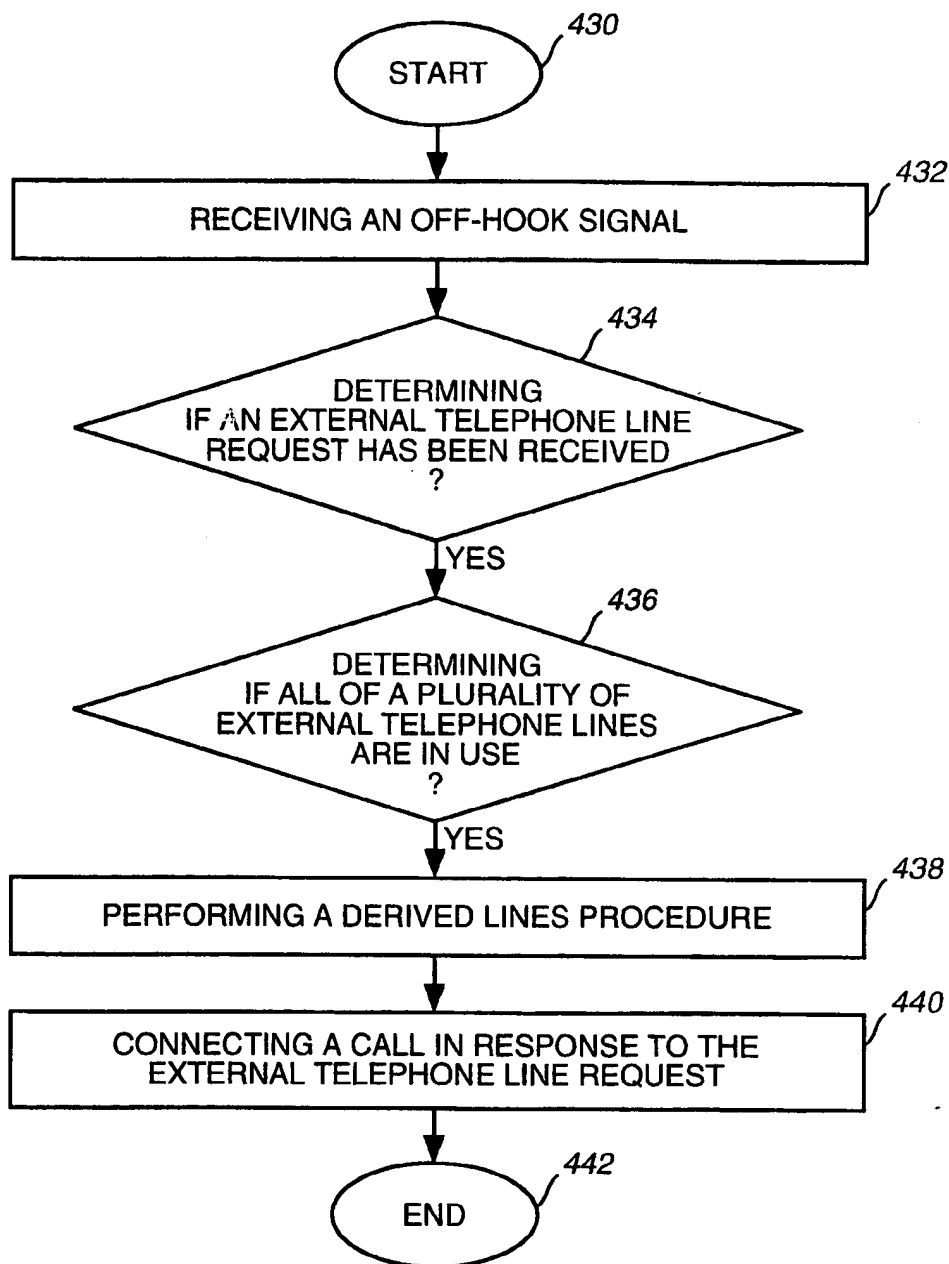 430
START
432
RECEIVING AN OFF-HOOK SIGNAL
434
DETERMINING
IF AN EXTERNAL TELEPHONE LINE
REQUEST HAS BEEN RECEIVED
?
YES
436
DETERMINING
IF ALL OF A PLURALITY OF
EXTERNAL TELEPHONE LINES
ARE IN USE
?
YES
438
PERFORMING A DERIVED LINES PROCEDURE
440
CONNECTING A CALL IN RESPONSE TO THE
EXTERNAL TELEPHONE LINE REQUEST
442
END